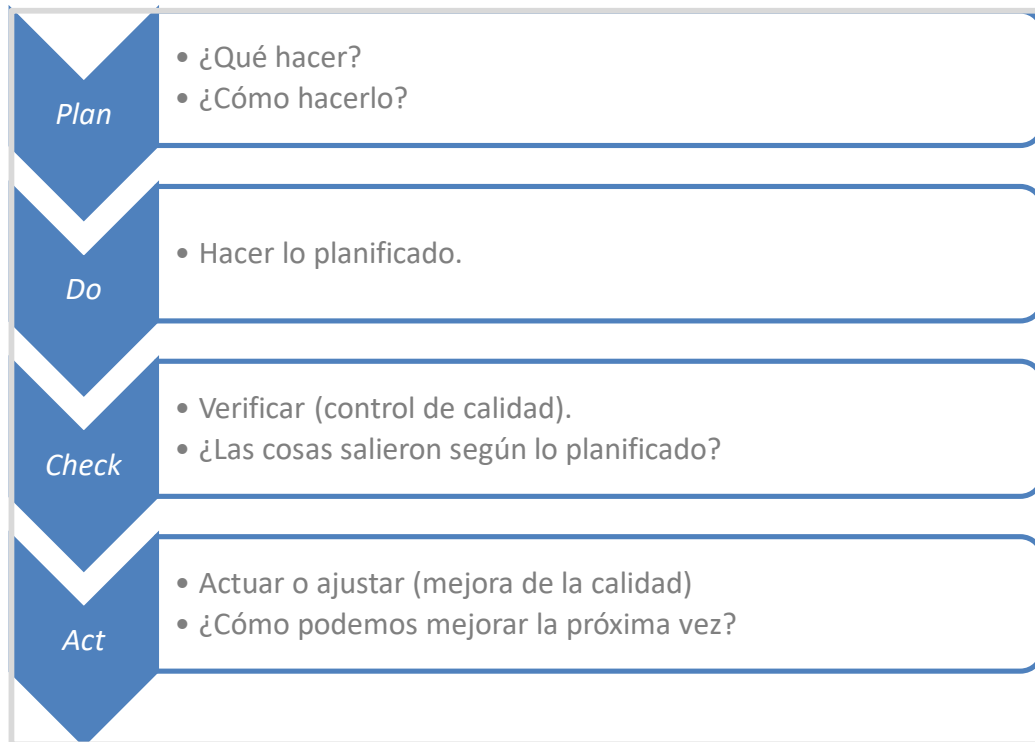 Plan
• ¿Qué hacer?
• ¿Cómo hacerlo?
Do
• Hacer lo planificado.
Check
• Verificar (control de calidad).
• ¿Las cosas salieron según lo planificado?
Act
• Actuar o ajustar (mejora de la calidad)
• ¿Cómo podemos mejorar la próxima vez?